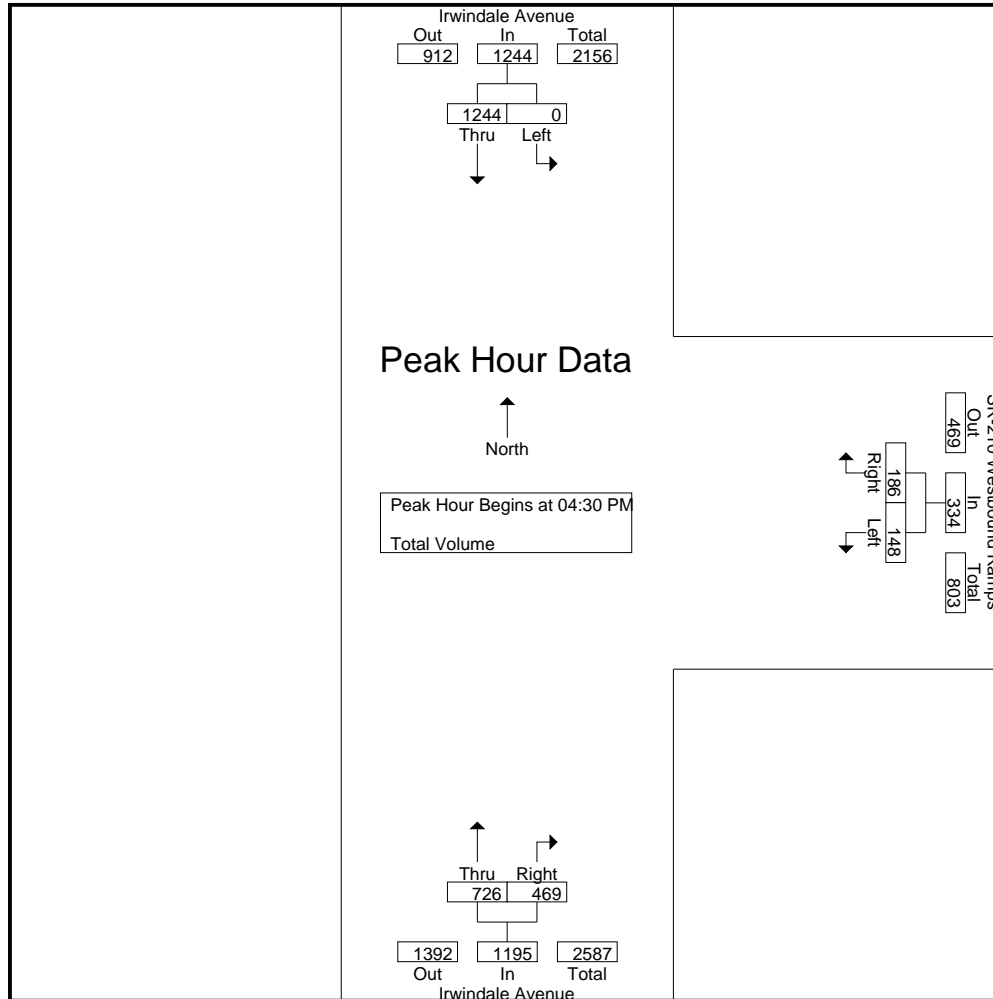 Irwindale Avenue
Out In Total
912 1244 2156
1244 0
Thru Left
Peak Hour Data
North
Peak Hour Begins at 04:30 PM
Total Volume
Westbound Ramps
Out In Total
469 334 803
186 148
Right Left
Thru Right
726 469
1392 1195 2587
Out In Total
Irwindale Avenue